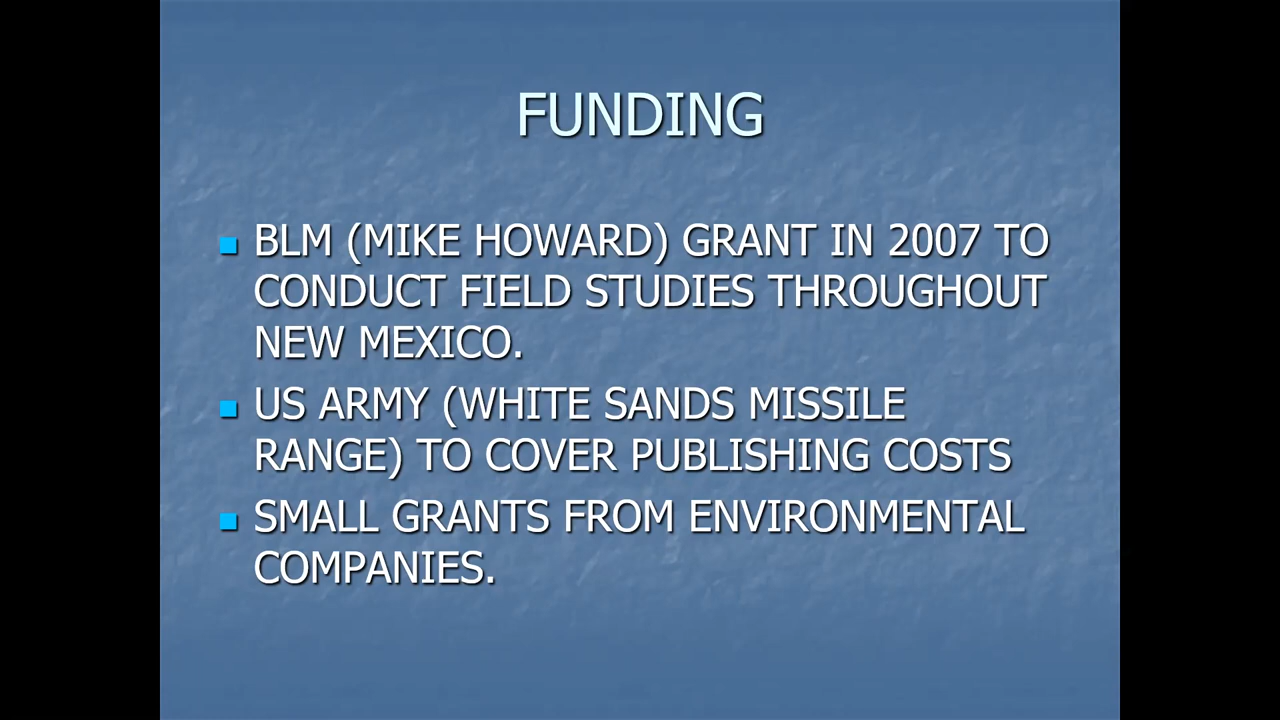 FUNDING
BLM (MIKE HOWARD) GRANT IN 2007 TO
CONDUCT FIELD STUDIES THROUGHOUT
NEW MEXICO.
US ARMY (WHITE SANDS MISSILE
RANGE) TO COVER PUBLISHING COSTS
SMALL GRANTS FROM ENVIRONMENTAL
COMPANIES.